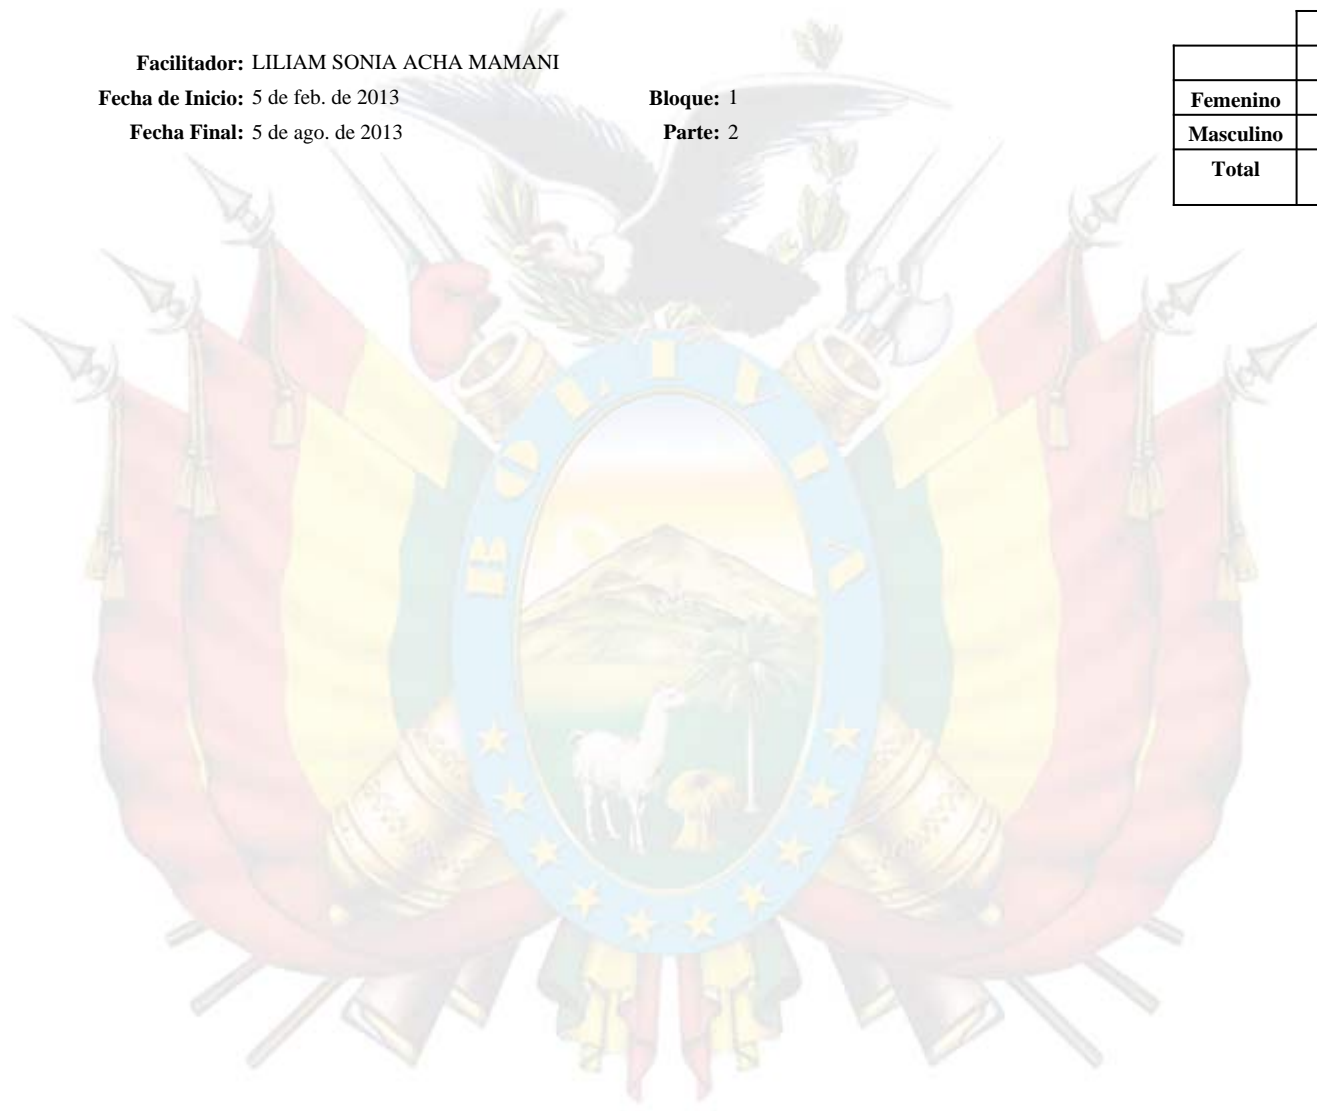 Facilitador: LILIAM SONIA ACHA MAMANI
Fecha de Inicio: 5 de feb. de 2013 Bloque: 1
Fecha Final: 5 de ago. de 2013 Parte: 2
Femenino
Masculino
Total
BOLIVIA